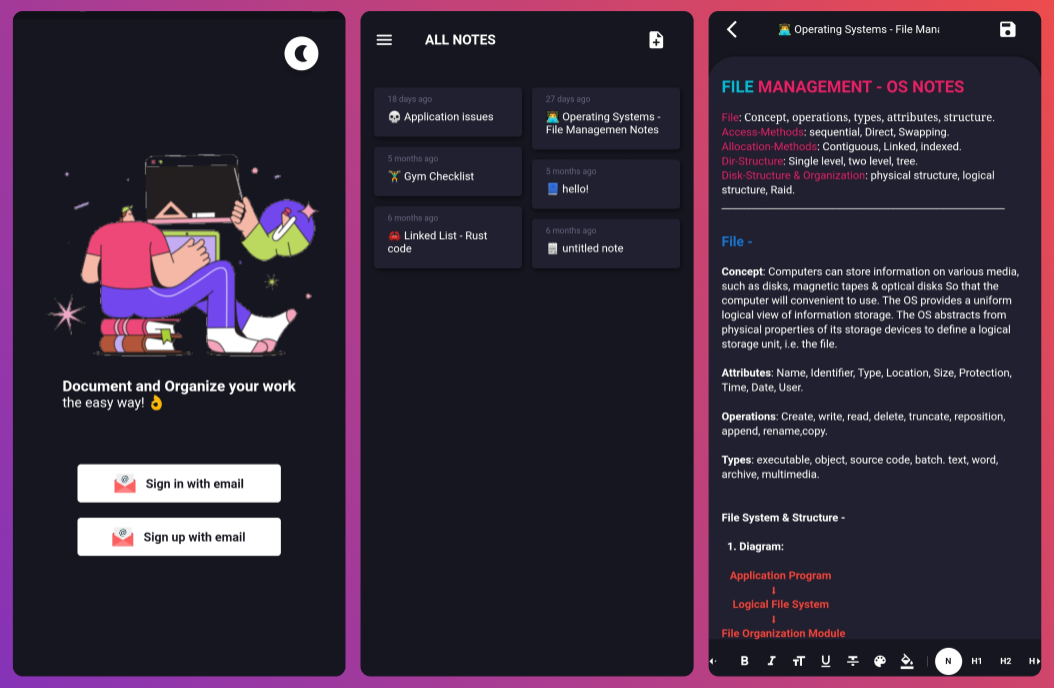 Document and Organize your work
the easy way! 👌
Sign in with email
Sign up with email
ALL NOTES
18 days ago
💀 Application issues
5 months ago
🏋️ Gym Checklist
6 months ago
🦀 Linked List - Rust
code
27 days ago
👨‍💻 Operating Systems -
File Managemen Notes
5 months ago
📘 hello!
6 months ago
🗒️ untitled note
👨‍💻 Operating Systems - File Mana
FILE MANAGEMENT - OS NOTES
File: Concept, operations, types, attributes, structure.
Access-Methods: sequential, Direct, Swapping.
Allocation-Methods: Contiguous, Linked, indexed.
Dir-Structure: Single level, two level, tree.
Disk-Structure & Organization: physical structure, logical
structure, Raid.
File -
Concept: Computers can store information on various media,
such as disks, magnetic tapes & optical disks So that the
computer will convenient to use. The OS provides a uniform
logical view of information storage. The OS abstracts from
physical properties of its storage devices to define a logical
storage unit, i.e. the file.
Attributes: Name, Identifier, Type, Location, Size, Protection,
Time, Date, User.
Operations: Create, write, read, delete, truncate, reposition,
append, rename,copy.
Types: executable, object, source code, batch. text, word,
archive, multimedia.
File System & Structure -
1. Diagram:
Application Program
↓
Logical File System
↓
File Organization Module
B I TT U S N H1 H2 H